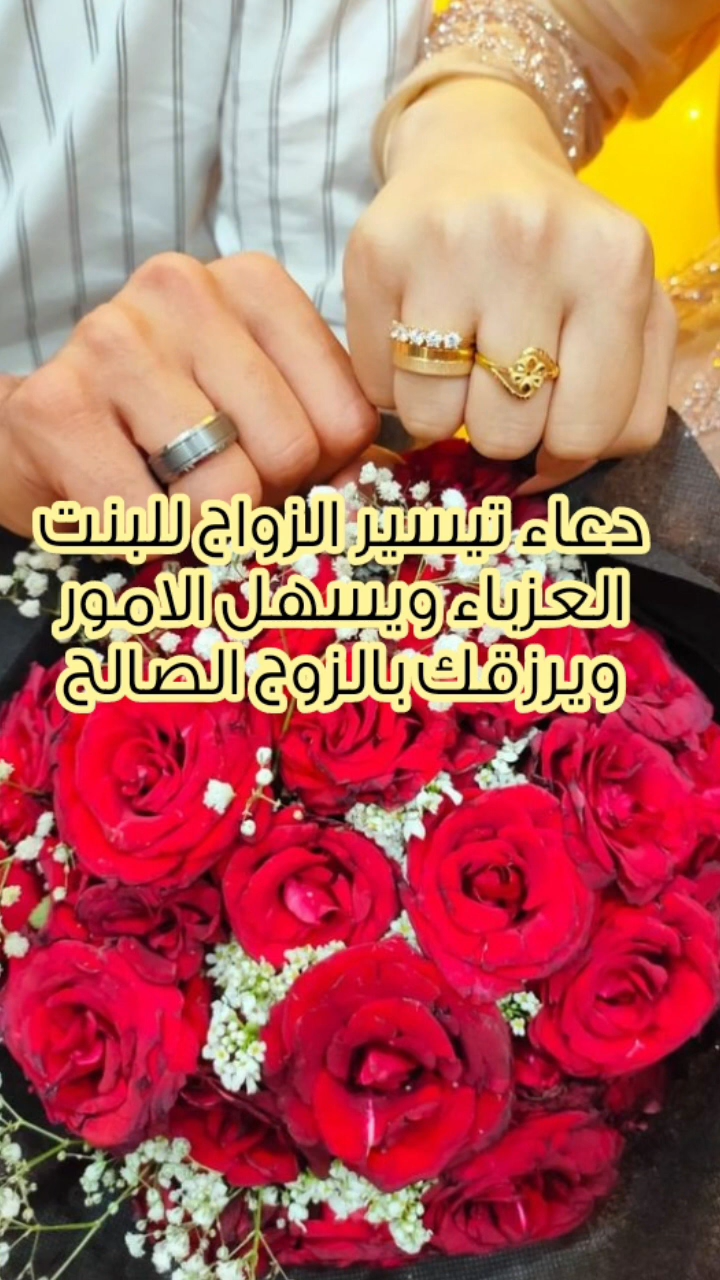 دعاء تيسير الزواج للبنت
العزباء ويسهل الامور
ويرزقك بالزوج الصالح